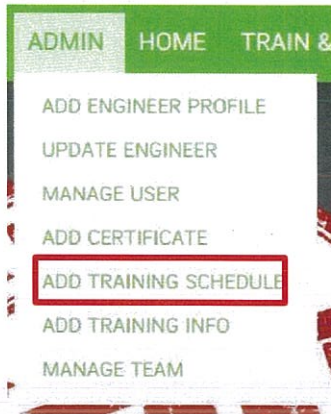 ADMIN HOME TRAIN &
ADD ENGINEER PROFILE
UPDATE ENGINEER
MANAGE USER
ADD CERTIFICATE
ADD TRAINING SCHEDULE
ADD TRAINING INFO
MANAGE TEAM